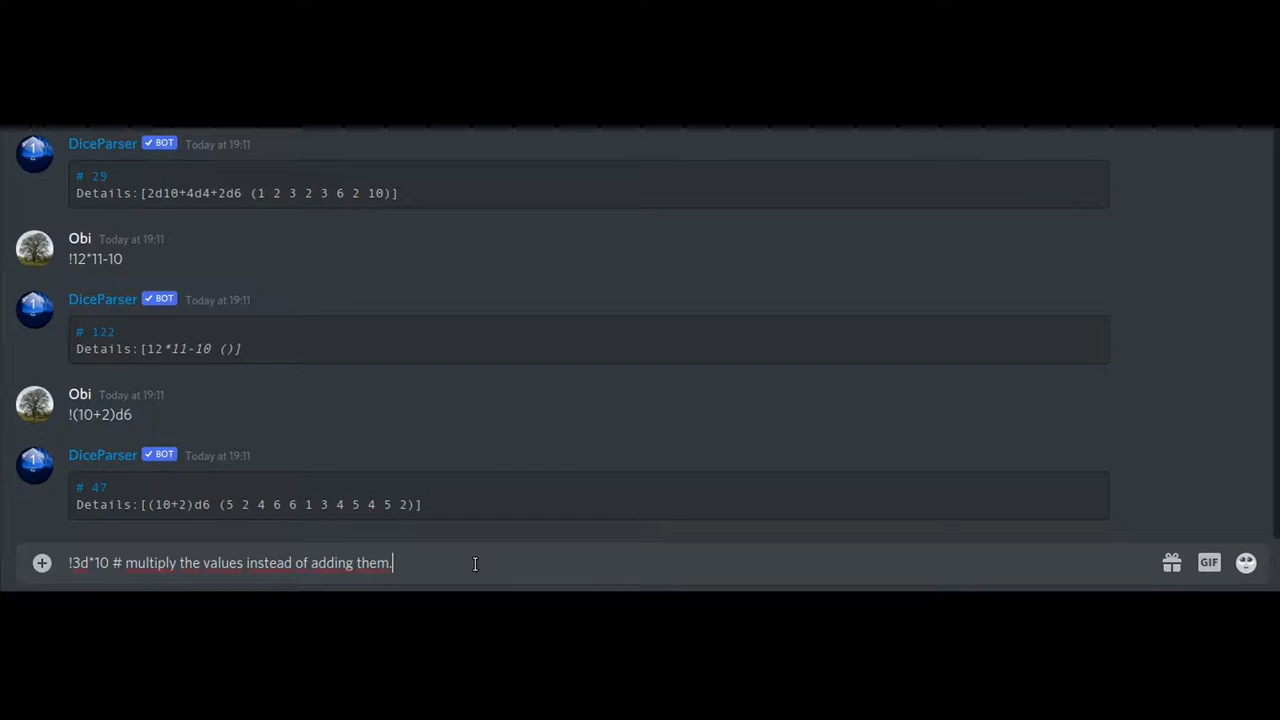 DiceParser ✓ BOT Today at 19:11
# 29
Details:[2d10+4d4+2d6 (1 2 3 2 3 6 2 10)]
Obi Today at 19:11
!12*11-10
DiceParser ✓ BOT Today at 19:11
# 122
Details:[12*11-10 ()]
Obi Today at 19:11
!(10+2)d6
DiceParser ✓ BOT Today at 19:11
# 47
Details:[(10+2)d6 (5 2 4 6 6 1 3 4 5 4 5 2)]
!3d*10 # multiply the values instead of adding them. GIF